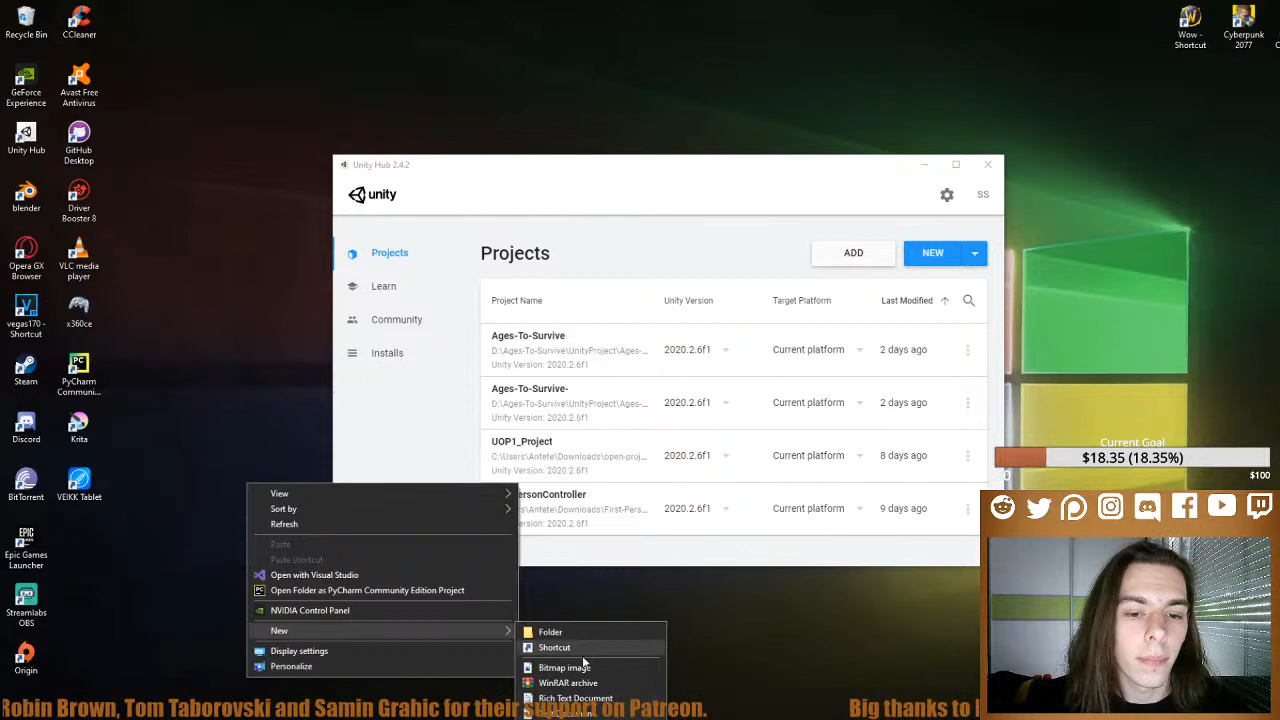 Recycle Bin
CCleaner
GeForce Experience
Avast Free Antivirus
Unity Hub
GitHub Desktop
blender
Driver Booster 8
Opera GX Browser
VLC media player
vegas170 - Shortcut
x360ce
Steam
PyCharm Communi...
Discord
Krita
BitTorrent
VEIKK Tablet
Epic Games Launcher
Streamlabs OBS
Origin
Wow - Shortcut
Cyberpunk 2077
Unity Hub 2.4.2
unity
SS
Projects
Learn
Community
Installs
Projects
ADD
NEW
Project Name
Unity Version
Target Platform
Last Modified
Ages-To-Survive
D:\Ages-To-Survive\UnityProject\Ages-...
Unity Version: 2020.2.6f1
2020.2.6f1
Current platform
2 days ago
Ages-To-Survive-
D:\Ages-To-Survive\UnityProject\Ages-...
Unity Version: 2020.2.6f1
2020.2.6f1
Current platform
2 days ago
UOP1_Project
C:\Users\Antete\Downloads\open-proj...
Unity Version: 2020.2.6f1
2020.2.6f1
Current platform
8 days ago
ersonController
\Antete\Downloads\First-Pers...
2020.2.6f1
2020.2.6f1
Current platform
9 days ago
View
Sort by
Refresh
Paste
Paste shortcut
Open with Visual Studio
Open Folder as PyCharm Community Edition Project
NVIDIA Control Panel
New
Display settings
Personalize
Folder
Shortcut
Bitmap image
WinRAR archive
Rich Text Document
Current Goal
$18.35 (18.35%)
$100
Robin Brown, Tom Taborovski and Samin Grahic for their on Patreon.
Big thanks to